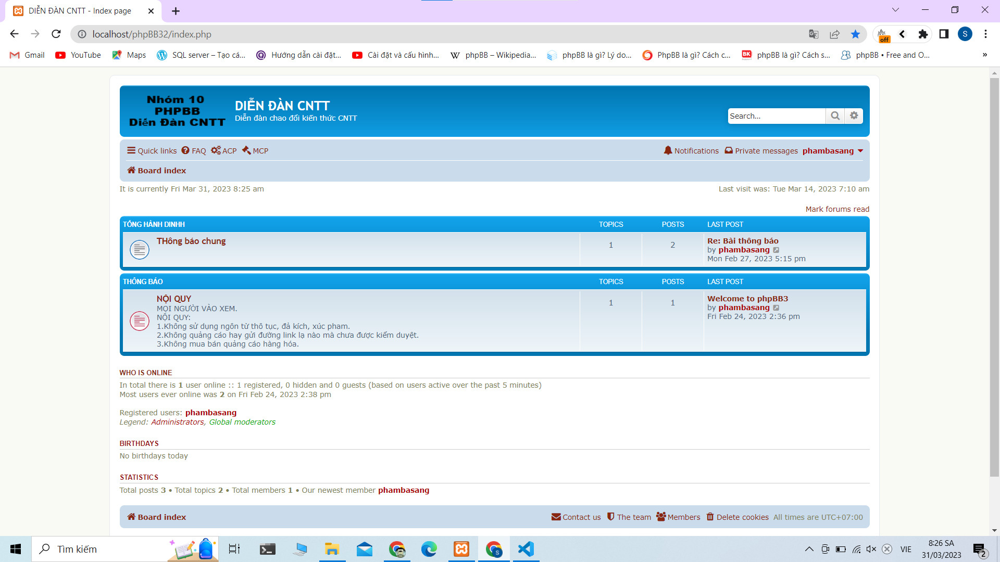 DIỄN ĐÀN CNTT - Index page
localhost/phpBB32/index.php
off
S
Gmail
YouTube
Maps
SQL server – Tạo cá...
Hướng dẫn cài đặt...
Cài đặt và cấu hình...
W
phpBB – Wikipedia...
phpBB là gì? Lý do...
phpBB là gì? Cách c...
BK
phpBB là gì? Cách s...
phpBB • Free and O...
»
Nhóm 10
PHPBB
Diễn Đàn CNTT
DIỄN ĐÀN CNTT
Diễn đàn chao đổi kiến thức CNTT
Search...
Quick links FAQ ACP MCP
Notifications Private messages phambasang
Board index
It is currently Fri Mar 31, 2023 8:25 am
Last visit was: Tue Mar 14, 2023 7:10 am
Mark forums read
TỔNG HÀNH DINHH TOPICS POSTS LAST POST
THông báo chung
1
2
Re: Bài thông báo
by phambasang
Mon Feb 27, 2023 5:15 pm
THÔNG BÁO TOPICS POSTS LAST POST
NỘI QUY
MỌI NGƯỜI VÀO XEM.
NỘI QUY:
1.Không sử dụng ngôn từ thô tục, đả kích, xúc pham.
2.Không quảng cáo hay gửi đường link lạ nào mà chưa được kiểm duyệt.
3.Không mua bán quảng cáo hàng hóa.
1
1
Welcome to phpBB3
by phambasang
Fri Feb 24, 2023 2:36 pm
WHO IS ONLINE
In total there is 1 user online :: 1 registered, 0 hidden and 0 guests (based on users active over the past 5 minutes)
Most users ever online was 2 on Fri Feb 24, 2023 2:38 pm
Registered users: phambasang
Legend: Administrators, Global moderators
BIRTHDAYS
No birthdays today
STATISTICS
Total posts 3 • Total topics 2 • Total members 1 • Our newest member phambasang
Board index
Contact us The team Members Delete cookies All times are UTC+07:00
Tìm kiếm
S
VIE
8:26 SA
31/03/2023
2